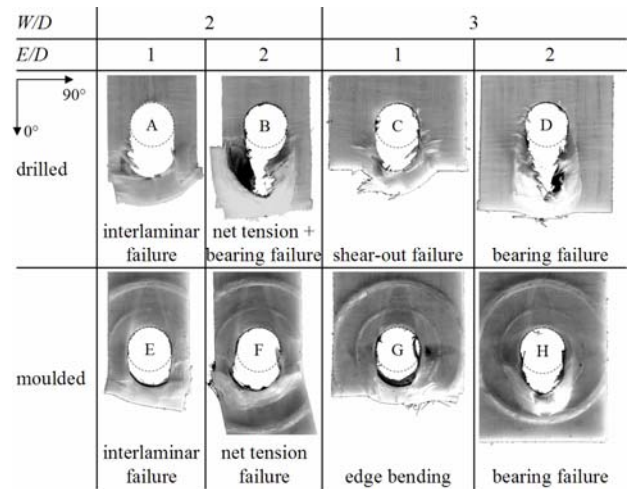 W/D 2 3
E/D 1 2 1 2
90°
0°
A B C D
drilled
interlaminar failure net tension + bearing failure shear-out failure bearing failure
E F G H
moulded
interlaminar failure net tension failure edge bending bearing failure